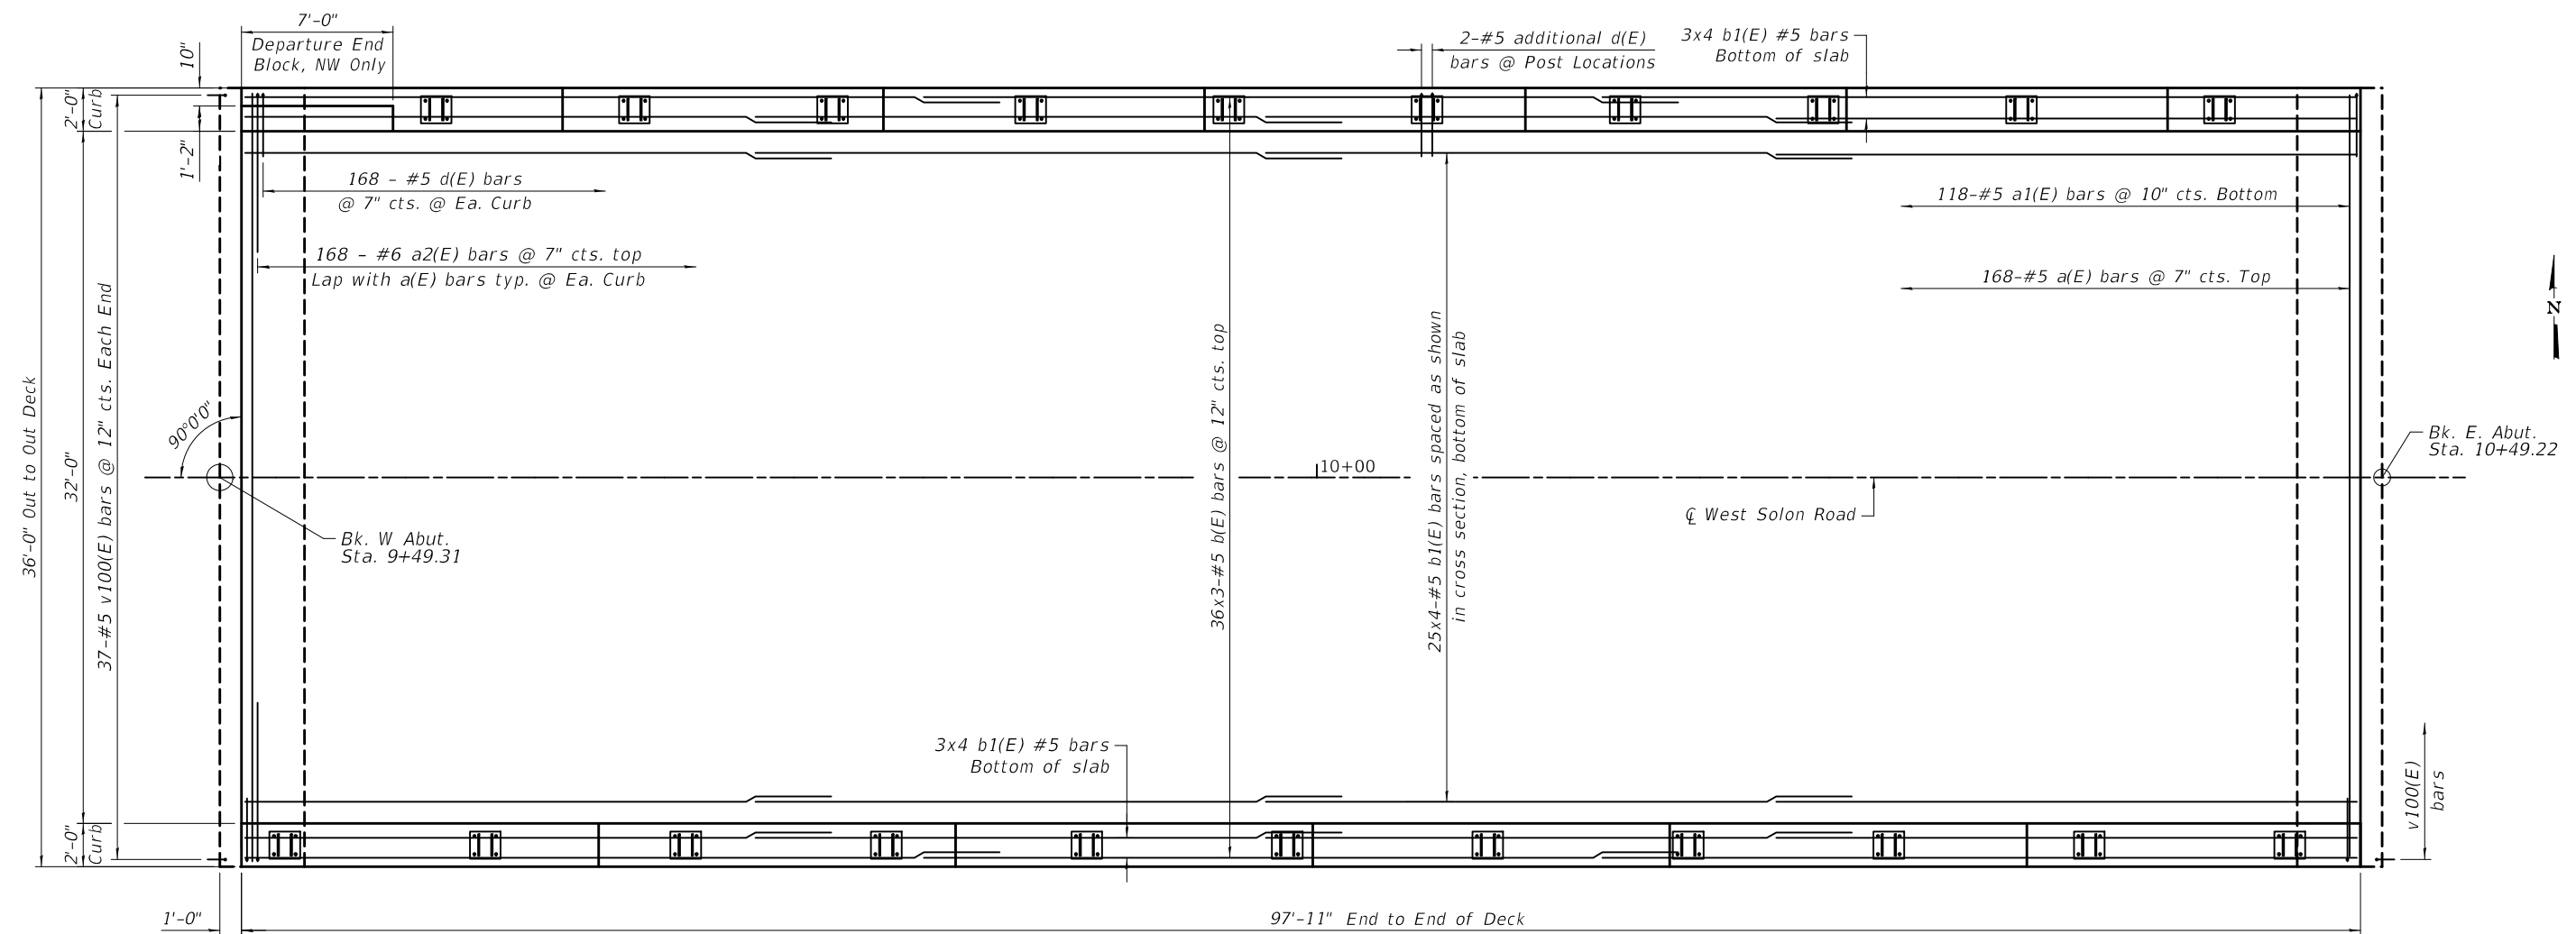 7'-0"
Departure End
Block, NW Only
10"
2'-0"
Curb
1'-2"
2-#5 additional d(E)
bars @ Post Locations
3x4 b1(E) #5 bars
Bottom of slab
168 - #5 d(E) bars
@ 7" cts. @ Ea. Curb
168 - #6 a2(E) bars @ 7" cts. top
Lap with a(E) bars typ. @ Ea. Curb
118-#5 a1(E) bars @ 10" cts. Bottom
168-#5 a(E) bars @ 7" cts. Top
N
36'-0" Out to Out Deck
32'-0"
37-#5 v100(E) bars @ 12" cts. Each End
90°0'0"
36x3-#5 b(E) bars @ 12" cts. top
25x4-#5 b1(E) bars spaced as shown
in cross section, bottom of slab
10+00
℄ West Solon Road
Bk. E. Abut.
Sta. 10+49.22
Bk. W Abut.
Sta. 9+49.31
3x4 b1(E) #5 bars
Bottom of slab
v100(E)
bars
2'-0"
Curb
1'-0"
97'-11" End to End of Deck